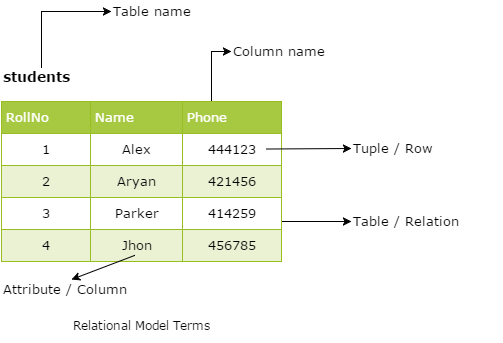 Table name
Column name
students
RollNo Name Phone
1 Alex 444123
Tuple / Row
2 Aryan 421456
3 Parker 414259
Table / Relation
4 Jhon 456785
Attribute / Column
Relational Model Terms